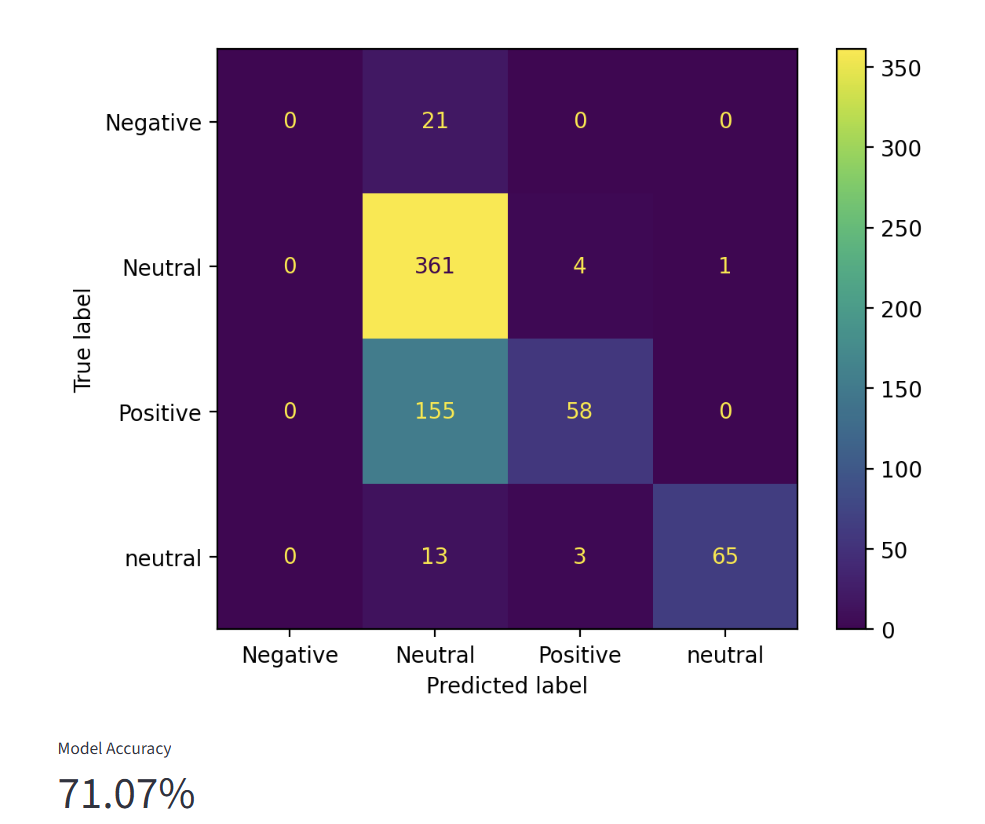 350
Negative 0 21 0 0
300
250
Neutral 0 361 4 1
200
True label
150
Positive 0 155 58 0
100
neutral 0 13 3 65
50
0
Negative Neutral Positive neutral
Predicted label
Model Accuracy
71.07%